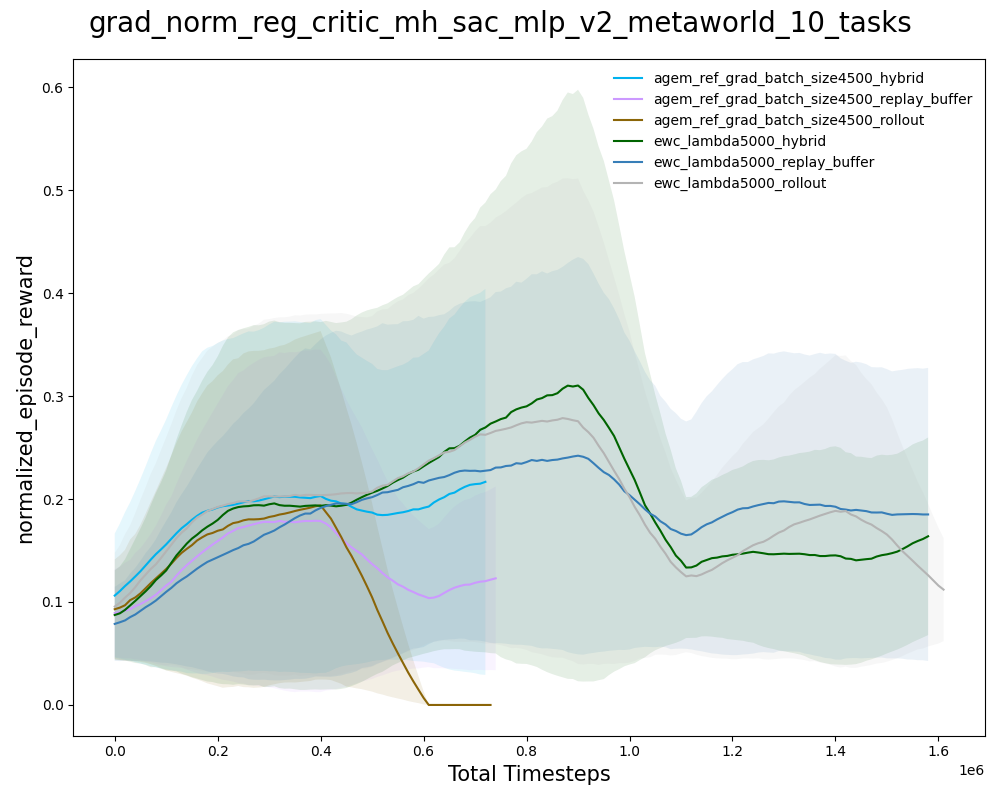 grad_norm_reg_critic_mh_sac_mlp_v2_metaworld_10_tasks
agem_ref_grad_batch_size4500_hybrid
agem_ref_grad_batch_size4500_replay_buffer
agem_ref_grad_batch_size4500_rollout
ewc_lambda5000_hybrid
ewc_lambda5000_replay_buffer
ewc_lambda5000_rollout
normalized_episode_reward
0.6
0.5
0.4
0.3
0.2
0.1
0.0
0.0 0.2 0.4 0.6 0.8 1.0 1.2 1.4 1.6
1e6
Total Timesteps